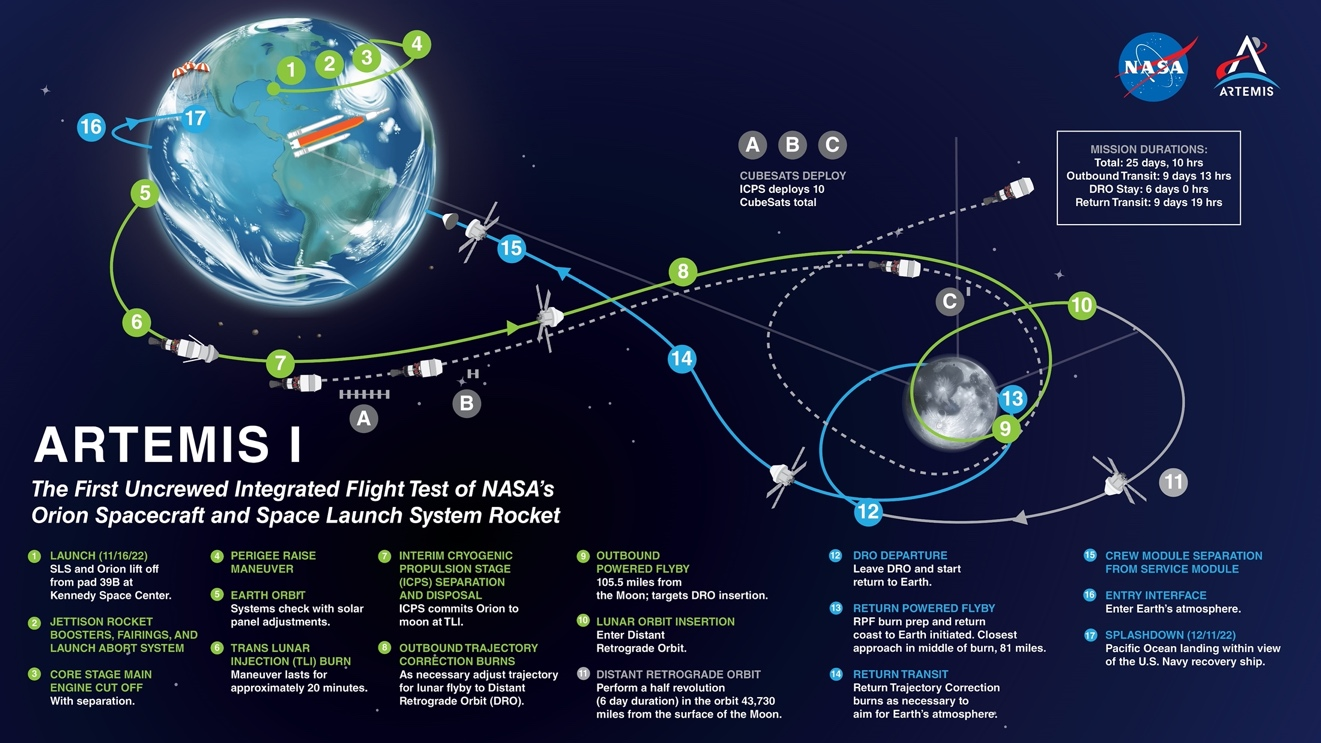 1
2
3
4
16
17
5
6
7
8
15
14
13
9
10
11
12
NASA
ARTEMIS
A B C
CUBESATS DEPLOY
ICPS deploys 10
CubeSats total
MISSION DURATIONS:
Total: 25 days, 10 hrs
Outbound Transit: 9 days 13 hrs
DRO Stay: 6 days 0 hrs
Return Transit: 9 days 19 hrs
C
A
B
ARTEMIS I
The First Uncrewed Integrated Flight Test of NASA's
Orion Spacecraft and Space Launch System Rocket
1 LAUNCH (11/16/22)
SLS and Orion lift off
from pad 39B at
Kennedy Space Center.
2 JETTISON ROCKET
BOOSTERS, FAIRINGS, AND
LAUNCH ABORT SYSTEM
3 CORE STAGE MAIN
ENGINE CUT OFF
With separation.
4 PERIGEE RAISE
MANEUVER
5 EARTH ORBIT
Systems check with solar
panel adjustments.
6 TRANS LUNAR
INJECTION (TLI) BURN
Maneuver lasts for
approximately 20 minutes.
7 INTERIM CRYOGENIC
PROPULSION STAGE
(ICPS) SEPARATION
AND DISPOSAL
ICPS commits Orion to
moon at TLI.
8 OUTBOUND TRAJECTORY
CORRECTION BURNS
As necessary adjust trajectory
for lunar flyby to Distant
Retrograde Orbit (DRO).
9 OUTBOUND
POWERED FLYBY
105.5 miles from
the Moon; targets DRO insertion.
10 LUNAR ORBIT INSERTION
Enter Distant
Retrograde Orbit.
11 DISTANT RETROGRADE ORBIT
Perform a half revolution
(6 day duration) in the orbit 43,730
miles from the surface of the Moon.
12 DRO DEPARTURE
Leave DRO and start
return to Earth.
13 RETURN POWERED FLYBY
RPF burn prep and return
coast to Earth initiated. Closest
approach in middle of burn, 81 miles.
14 RETURN TRANSIT
Return Trajectory Correction
burns as necessary to
aim for Earth's atmosphere.
15 CREW MODULE SEPARATION
FROM SERVICE MODULE
16 ENTRY INTERFACE
Enter Earth's atmosphere.
17 SPLASHDOWN (12/11/22)
Pacific Ocean landing within view
of the U.S. Navy recovery ship.